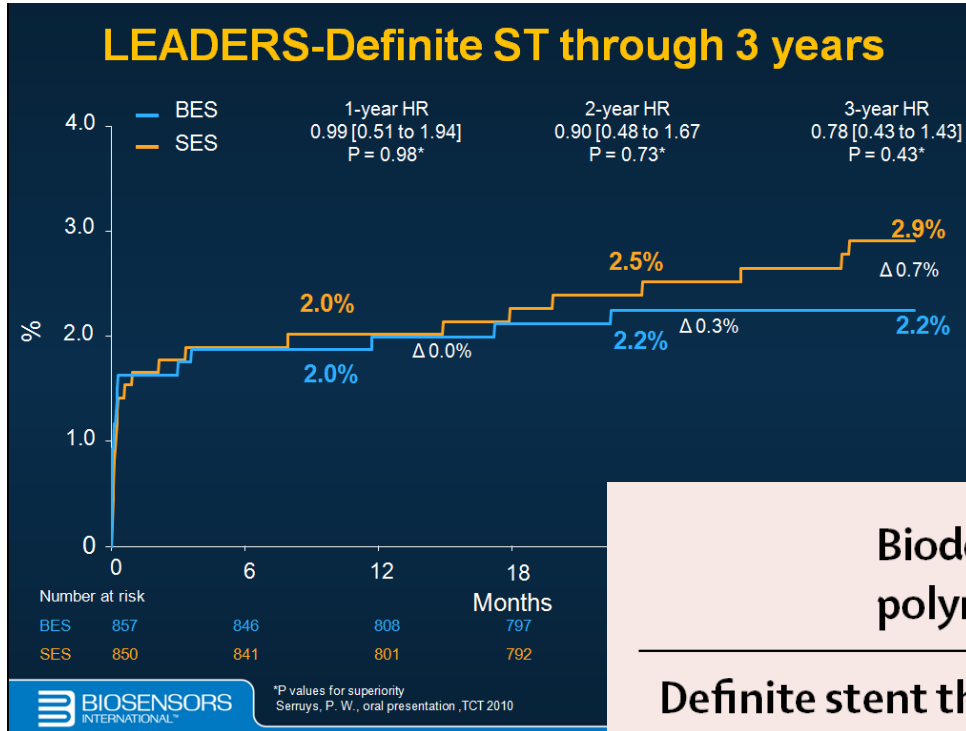 LEADERS-Definite ST through 3 years
BES
SES
1-year HR
0.99 [0.51 to 1.94]
P = 0.98*
2-year HR
0.90 [0.48 to 1.67
P = 0.73*
3-year HR
0.78 [0.43 to 1.43]
P = 0.43*
4.0
3.0
2.0
1.0
0
%
2.9%
Δ 0.7%
2.5%
2.0%
Δ 0.0%
Δ 0.3%
2.0%
2.2%
2.2%
0 6 12 18
Months
Number at risk
BES 857 846 808 797
SES 850 841 801 792
BIOSENSORS
INTERNATIONAL™
*P values for superiority
Serruys, P. W., oral presentation ,TCT 2010
Definite stent